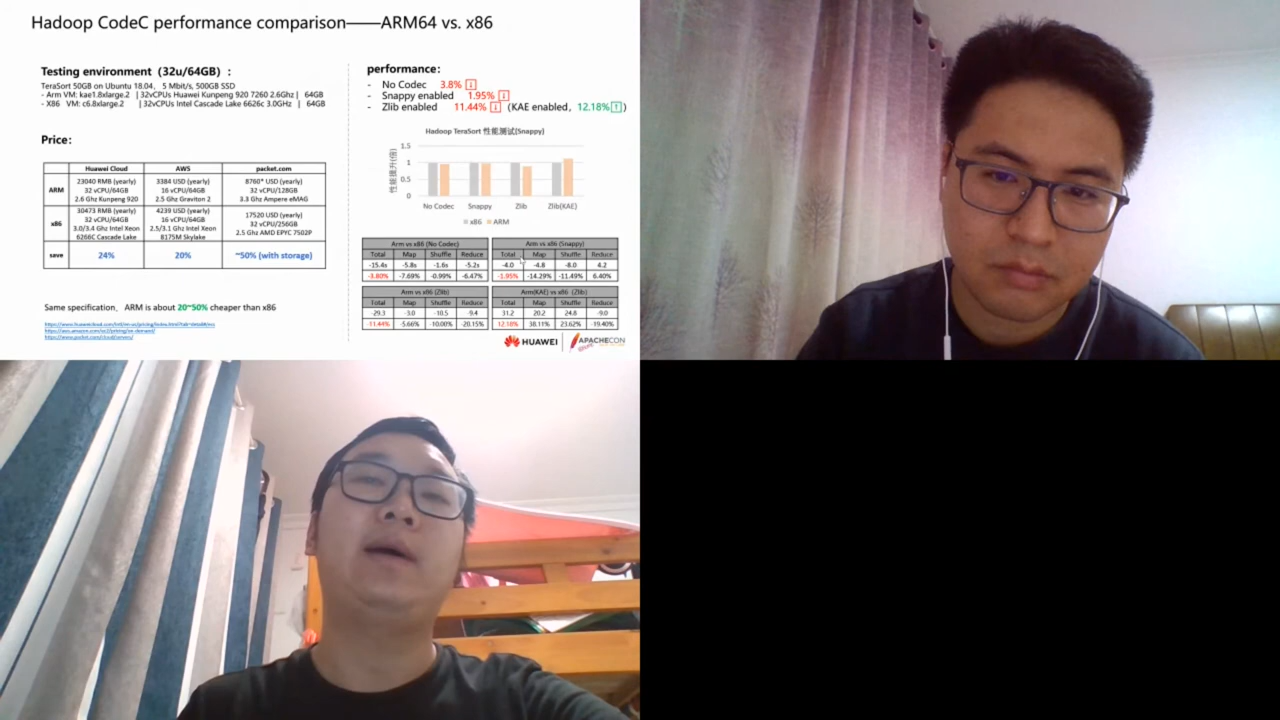 Hadoop CodeC performance comparison——ARM64 vs. x86
Testing environment（32u/64GB）:
TeraSort 50GB on Ubuntu 18.04、 5 Mbit/s, 500GB SSD
- Arm VM: kae1.8xlarge.2 | 32vCPUs Huawei Kunpeng 920 7260 2.6Ghz | 64GB
- X86 VM: c6.8xlarge.2 | 32vCPUs Intel Cascade Lake 6626c 3.0GHz | 64GB
Price:
Huawei Cloud AWS packet.com
ARM
23040 RMB (yearly)
32 vCPU/64GB
2.6 Ghz Kunpeng 920
3384 USD (yearly)
16 vCPU/64GB
2.5 Ghz Graviton 2
8760* USD (yearly)
32 vCPU/128GB
3.3 Ghz Ampere eMAG
x86
30473 RMB (yearly)
32 vCPU/64GB
3.0/3.4 Ghz Intel Xeon
6266C Cascade Lake
4239 USD (yearly)
16 vCPU/64GB
2.5/3.1 Ghz Intel Xeon
8175M Skylake
17520 USD (yearly)
32 vCPU/256GB
2.5 Ghz AMD EPYC 7502P
save 24% 20% ~50% (with storage)
Same specification、 ARM is about 20~50% cheaper than x86
performance:
- No Codec 3.8% ↓
- Snappy enabled 1.95% ↓
- Zlib enabled 11.44% ↓ (KAE enabled, 12.18% ↑)
Hadoop TeraSort 性能测试(Snappy)
性能提升(倍)
1.5
1
0.5
0
No Codec Snappy Zlib Zlib(KAE)
x86 ARM
Arm vs x86 (No Codec)
Total Map Shuffle Reduce
-15.4s -5.8s -1.6s -5.2s
-3.80% -7.69% -0.99% -6.47%
Arm vs x86 (Snappy)
Total Map Shuffle Reduce
-4.0 -4.8 -8.0 4.2
-1.95% -14.29% -11.49% 6.40%
Arm vs x86 (Zlib)
Total Map Shuffle Reduce
-29.3 -3.0 -10.5 -9.4
-11.44% -5.66% -10.00% -20.15%
Arm(KAE) vs x86 (Zlib)
Total Map Shuffle Reduce
31.2 20.2 24.8 -9.0
12.18% 38.11% 23.62% -19.40%
HUAWEI
APACHECON